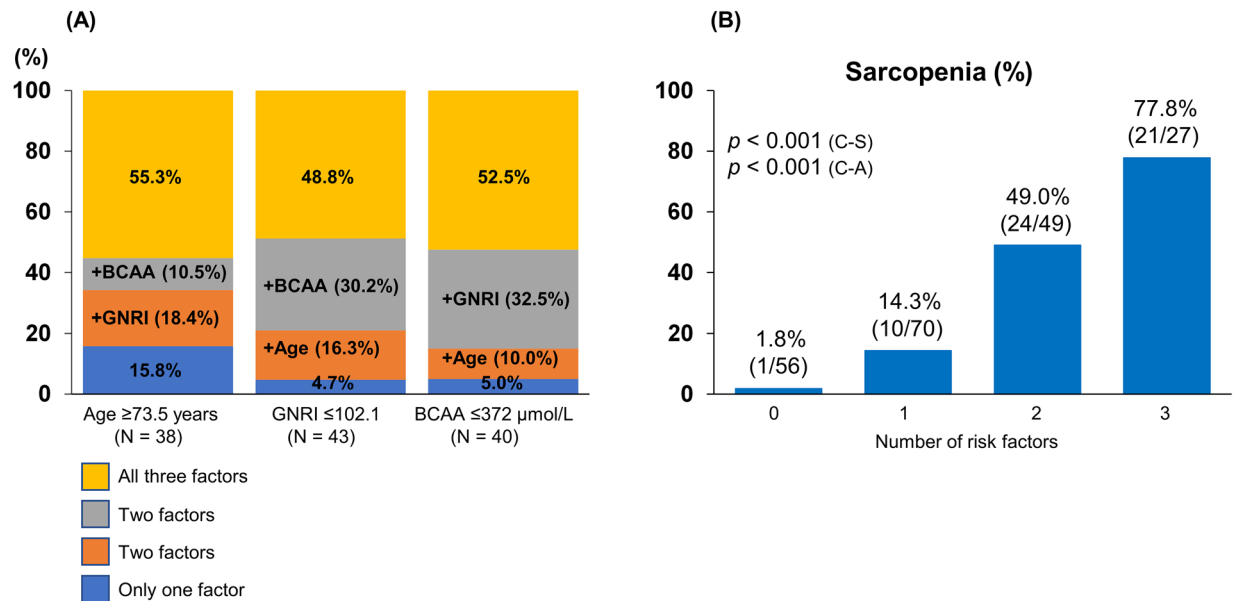 (A)
(%)
100
80
60
40
20
0
55.3%
+BCAA (10.5%)
+GNRI (18.4%)
15.8%
48.8%
+BCAA (30.2%)
+Age (16.3%)
4.7%
52.5%
+GNRI (32.5%)
+Age (10.0%)
5.0%
Age ≥73.5 years
(N = 38)
GNRI ≤102.1
(N = 43)
BCAA ≤372 μmol/L
(N = 40)
All three factors
Two factors
Two factors
Only one factor
(B)
Sarcopenia (%)
100
80
60
40
20
0
p < 0.001 (C-S)
p < 0.001 (C-A)
1.8%
(1/56)
14.3%
(10/70)
49.0%
(24/49)
77.8%
(21/27)
0
1
2
3
Number of risk factors